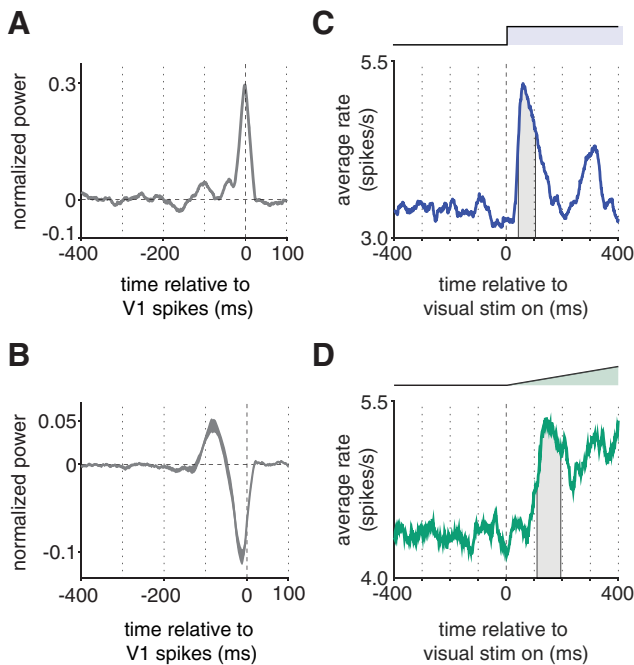 A
normalized power
0.3
0
-0.1
-400
-200
0
100
time relative to
V1 spikes (ms)
B
normalized power
0.05
0
-0.1
-400
-200
0
100
time relative to
V1 spikes (ms)
C
average rate
(spikes/s)
5.5
3.0
-400
0
400
time relative to
visual stim on (ms)
D
average rate
(spikes/s)
5.5
4.0
-400
0
400
time relative to
visual stim on (ms)